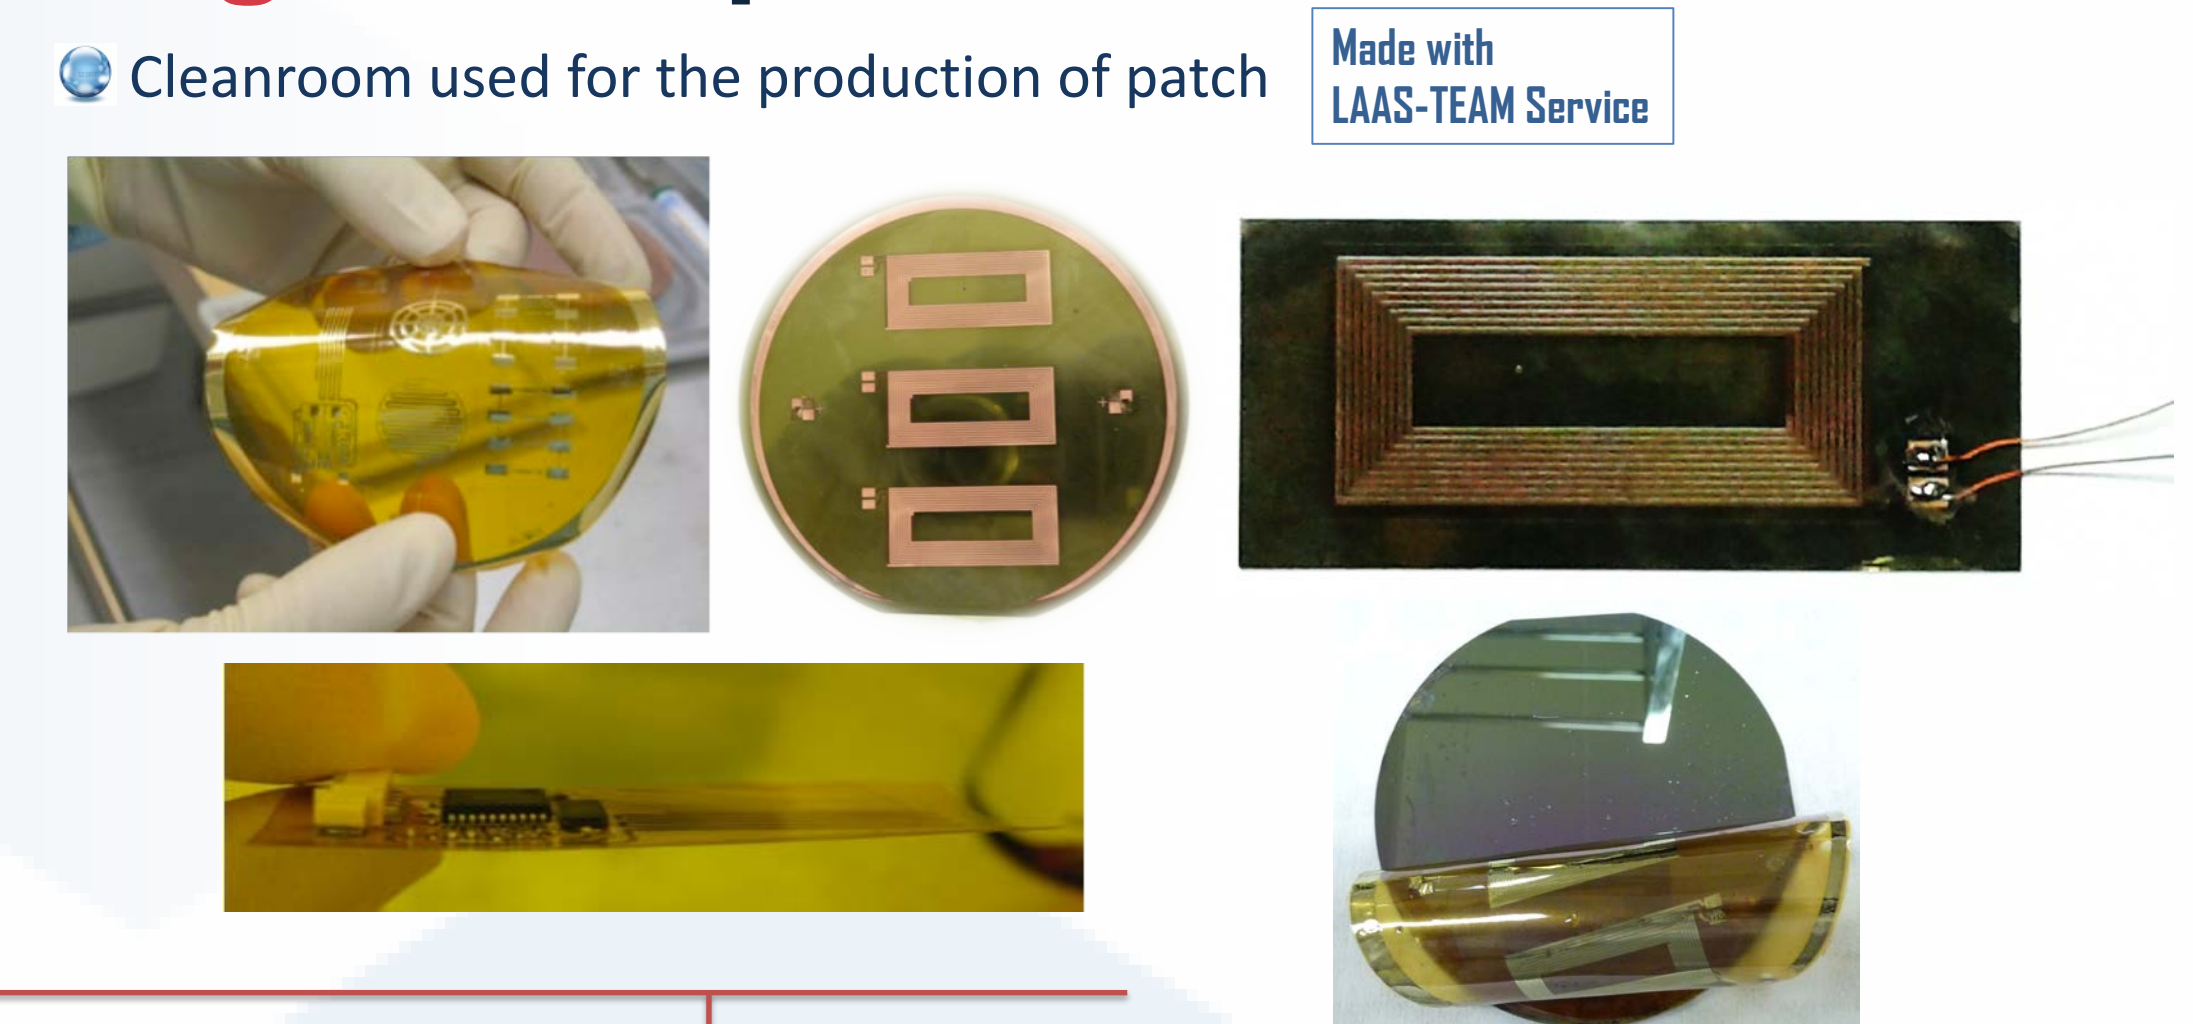 Cleanroom used for the production of patch
Made with
LAAS-TEAM Service